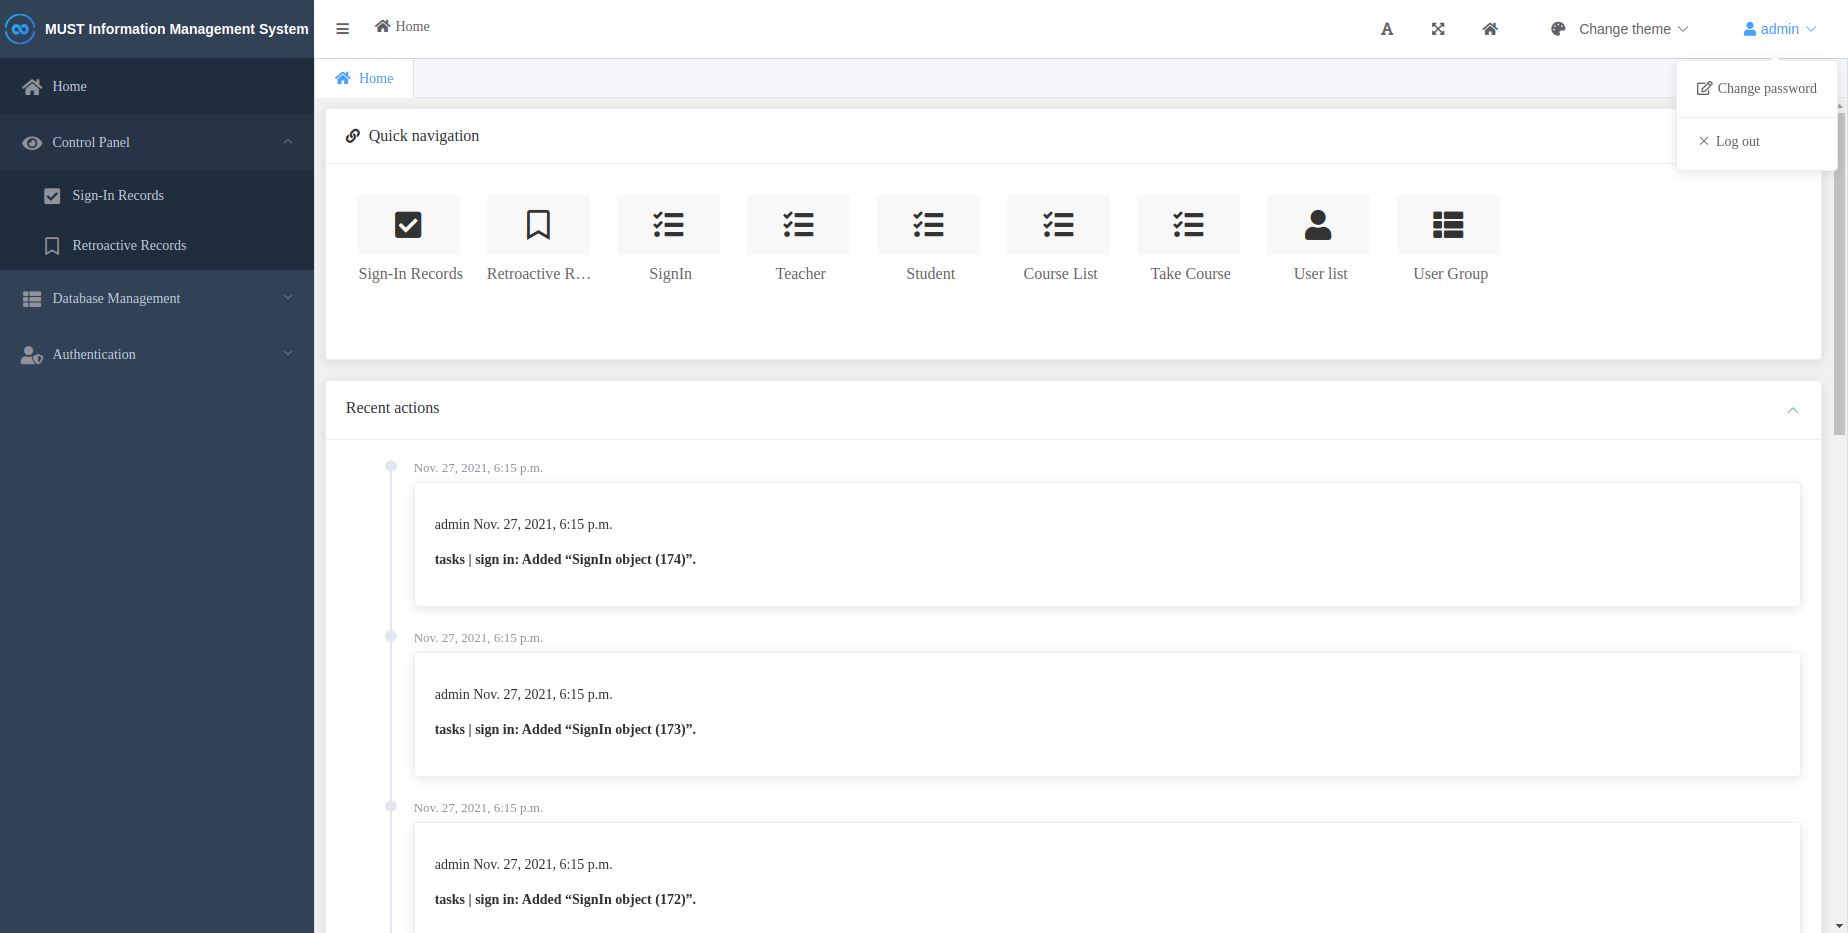 MUST Information Management System
Home
Change theme
admin
Home
Control Panel
Sign-In Records
Retroactive Records
Database Management
Authentication
Home
Change password
Log out
Quick navigation
Sign-In Records
Retroactive R…
SignIn
Teacher
Student
Course List
Take Course
User list
User Group
Recent actions
Nov. 27, 2021, 6:15 p.m.
admin Nov. 27, 2021, 6:15 p.m.
tasks | sign in: Added “SignIn object (174)”.
Nov. 27, 2021, 6:15 p.m.
admin Nov. 27, 2021, 6:15 p.m.
tasks | sign in: Added “SignIn object (173)”.
Nov. 27, 2021, 6:15 p.m.
admin Nov. 27, 2021, 6:15 p.m.
tasks | sign in: Added “SignIn object (172)”.